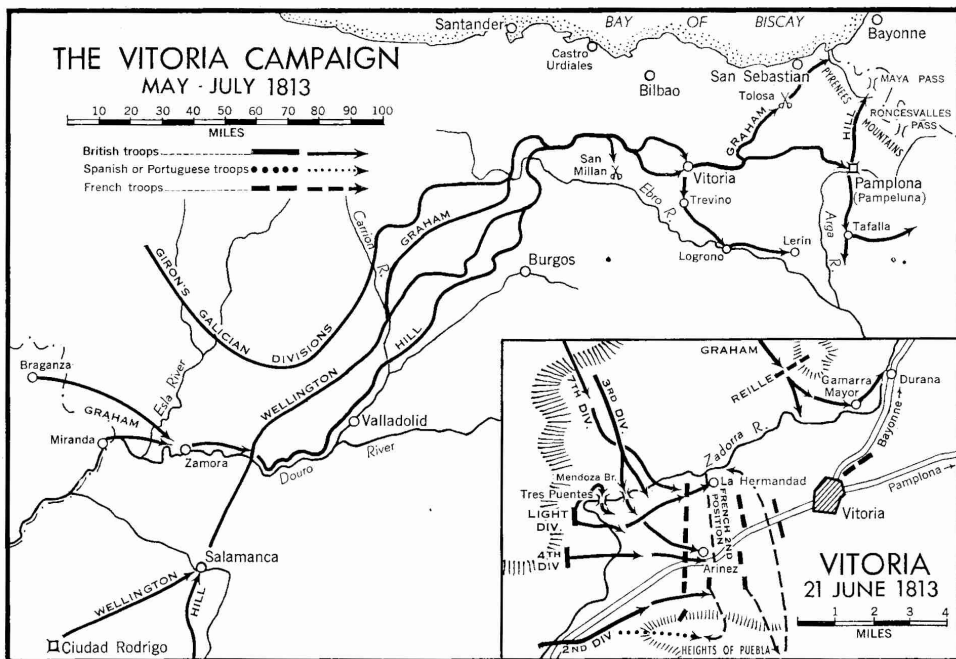 THE VITORIA CAMPAIGN
MAY - JULY 1813
10 20 30 40 50 60 70 80 90 100
MILES
British troops
Spanish or Portuguese troops
French troops
Santander
BAY OF BISCAY
Bayonne
Castro
Urdiales
Bilbao
San Sebastian
Tolosa
PYRENEES
MOUNTAINS
MAYA PASS
RONCESVALLES
PASS
GRAHAM
HILL
San
Millan
Vitoria
Pamplona
(Pampeluna)
Trevino
Ebro R.
Logrono
Lerin
Arga R.
Tafalla
Carrion R.
GRAHAM
Burgos
GIRON'S GALICIAN DIVISIONS
WELLINGTON
HILL
Braganza
Esla River
GRAHAM
Miranda
Zamora
Valladolid
Douro River
Salamanca
WELLINGTON
HILL
Ciudad Rodrigo
GRAHAM
7TH DIV.
3RD DIV.
REILLE
Gamarra
Mayor
Durana
Bayonne
Zadorra R.
Pamplona
Mendoza Br.
Tres Puentes
La Hermandad
LIGHT
DIV.
FRENCH 2ND
POSITION
Vitoria
4TH
DIV
Arinez
2ND DIV
HEIGHTS OF PUEBLA
VITORIA
21 JUNE 1813
0 1 2 3 4
MILES